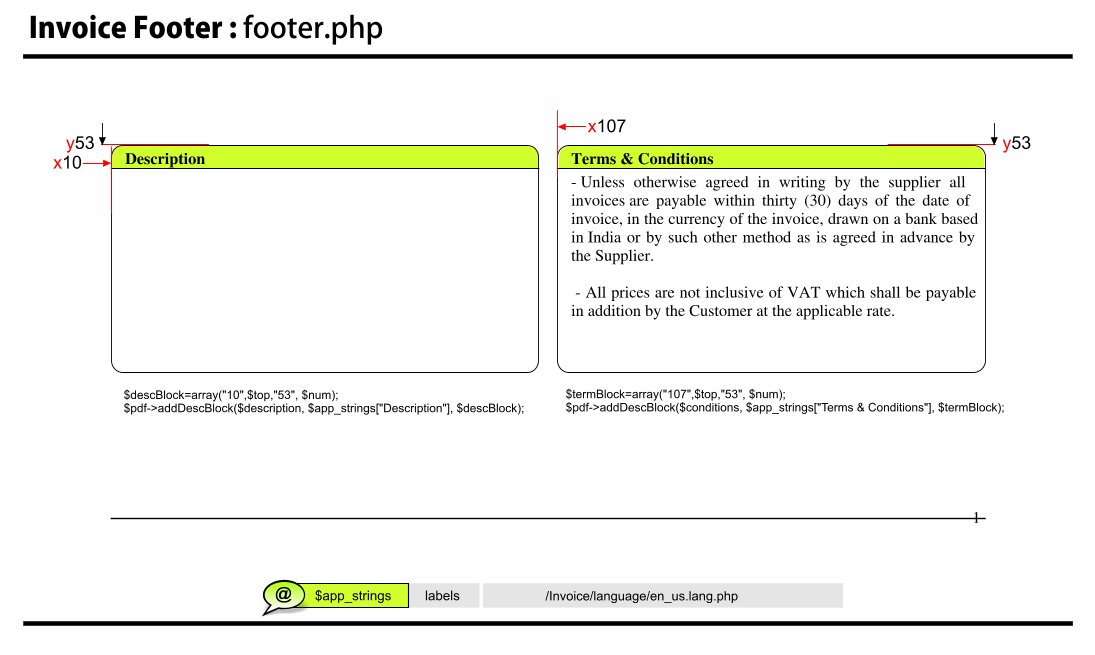 Invoice Footer : footer.php
x107
y53
y53
x10
Description
Terms & Conditions
- Unless otherwise agreed in writing by the supplier all
invoices are payable within thirty (30) days of the date of
invoice, in the currency of the invoice, drawn on a bank based
in India or by such other method as is agreed in advance by
the Supplier.
- All prices are not inclusive of VAT which shall be payable
in addition by the Customer at the applicable rate.
$descBlock=array("10",$top,"53", $num);
$pdf->addDescBlock($description, $app_strings["Description"], $descBlock);
$termBlock=array("107",$top,"53", $num);
$pdf->addDescBlock($conditions, $app_strings["Terms & Conditions"], $termBlock);
1
@ $app_strings labels /Invoice/language/en_us.lang.php